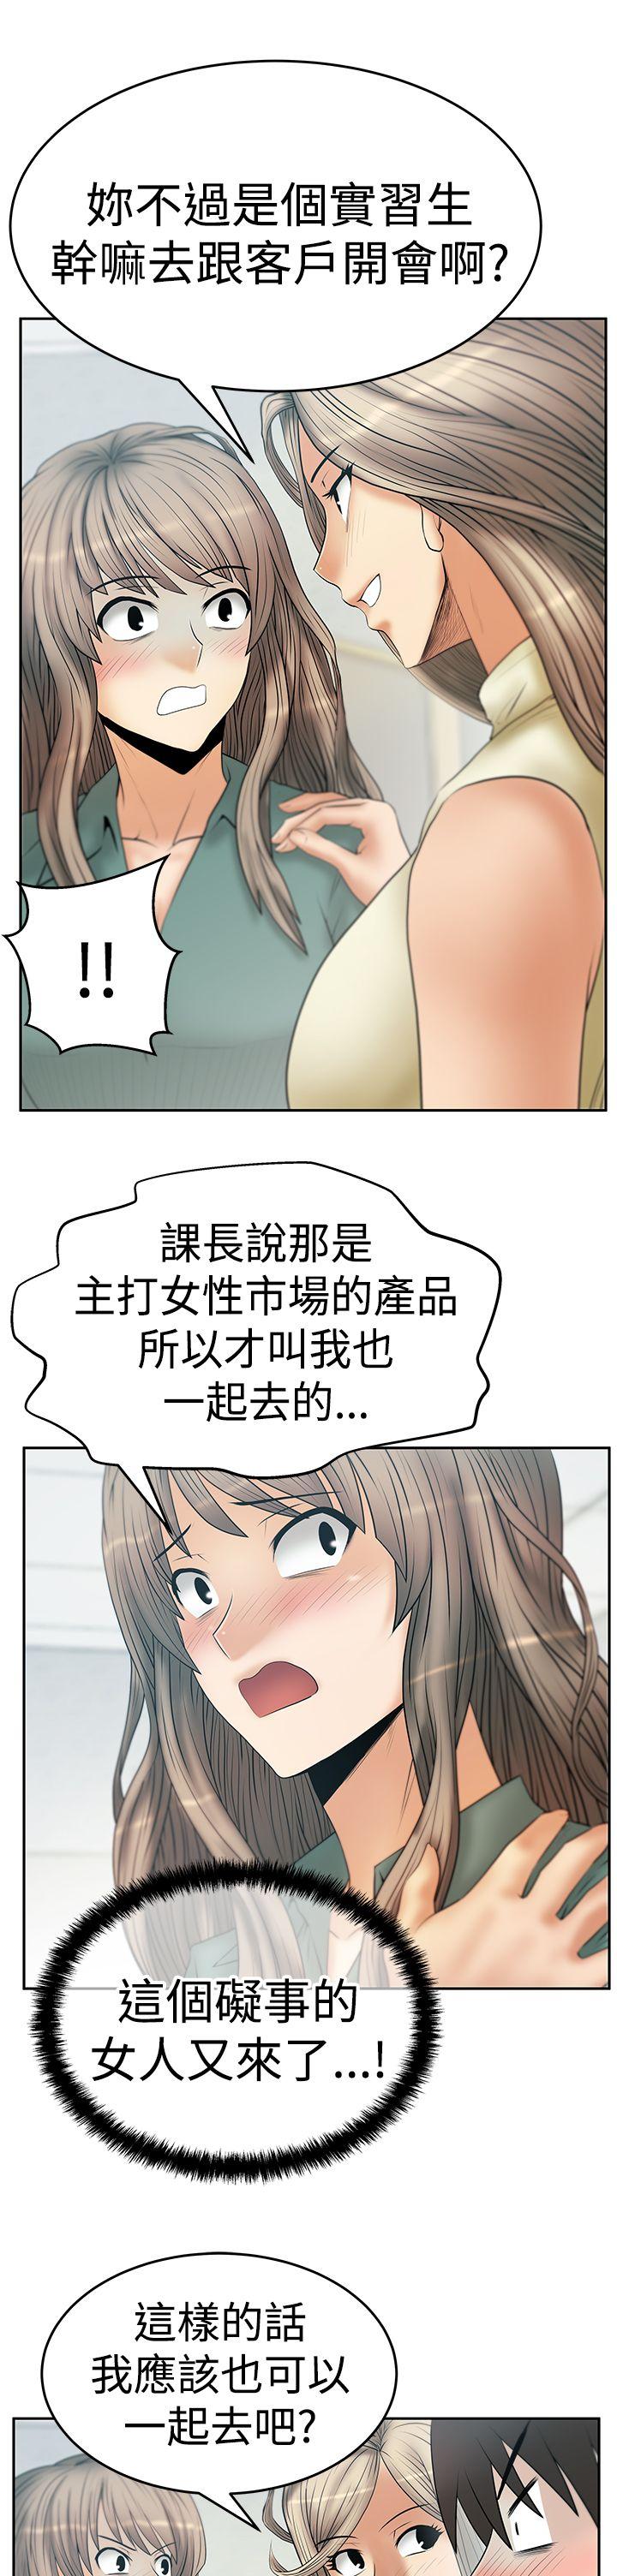 妳不過是個實習生
幹嘛去跟客戶開會啊?
!!
課長說那是
主打女性市場的產品
所以才叫我也
一起去的...
這個礙事的
女人又來了...!
這樣的話
我應該也可以
一起去吧?